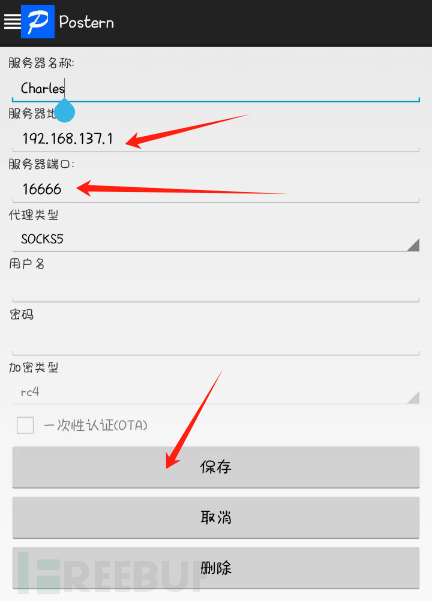 Postern
服务器名称:
Charles
服务器地
192.168.137.1
服务器端口:
16666
代理类型
SOCKS5
用户名
密码
加密类型
rc4
一次性认证(OTA)
保存
取消
删除
FREEBUF